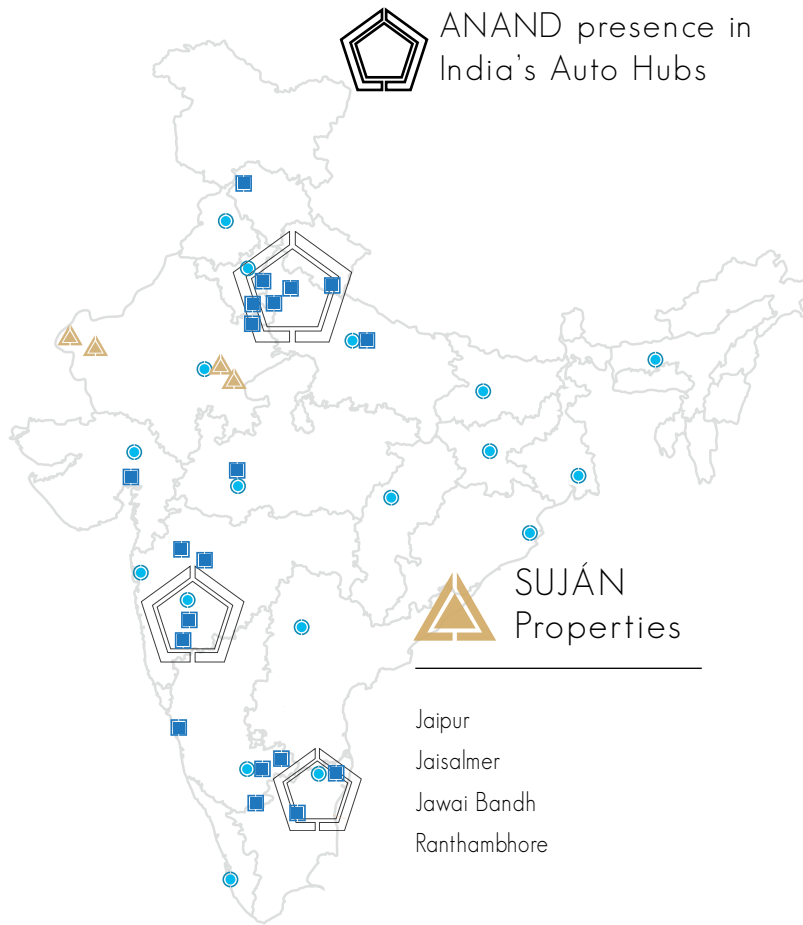 ANAND presence in
India's Auto Hubs
SUJÁN
Properties
Jaipur
Jaisalmer
Jawai Bandh
Ranthambhore